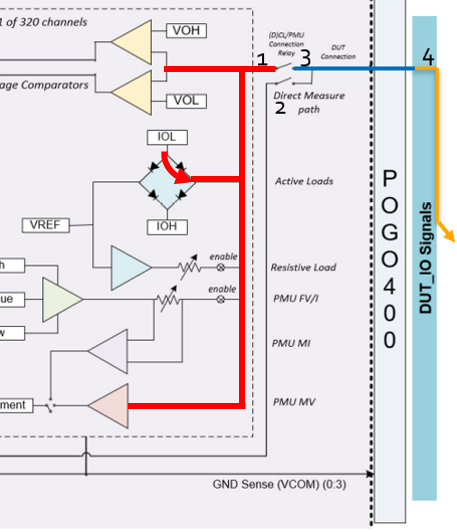 1 of 320 channels
VOH
age Comparators
VOL
(D)CL/PMU
Connection
Relay
DUT
Connection
1
3
4
2
Direct Measure
path
IOL
Active Loads
IOH
VREF
enable
Resistive Load
h
enable
PMU FV/I
ue
w
PMU MI
ment
PMU MV
GND Sense (VCOM) (0:3)
POGO400
DUT_IO Signals